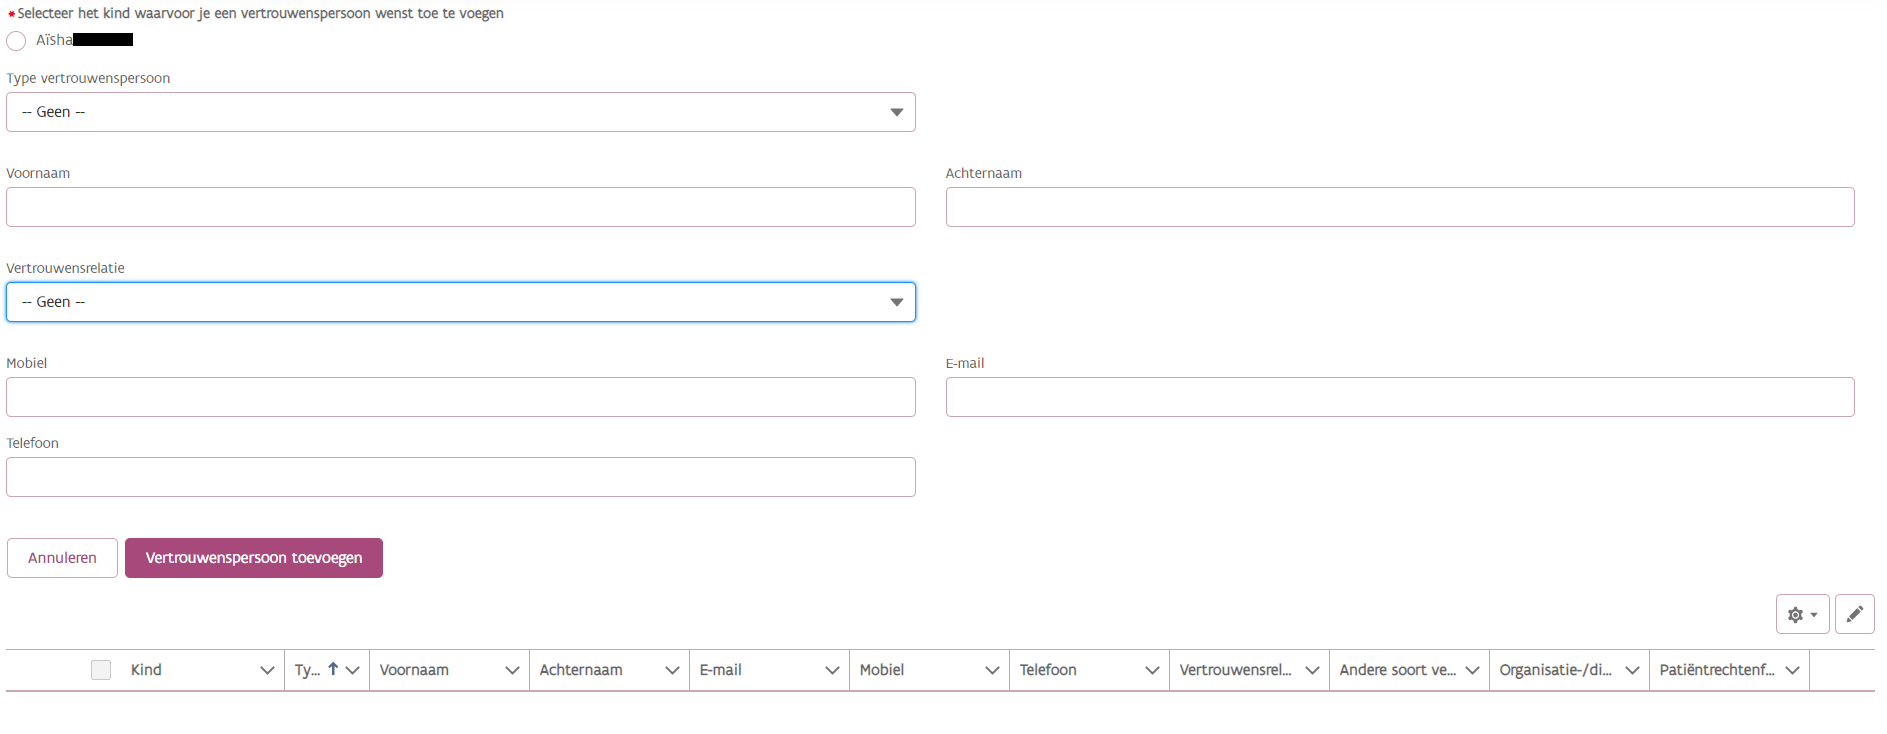 *Selecteer het kind waarvoor je een vertrouwenspersoon wenst toe te voegen
Aïsha
Type vertrouwenspersoon
-- Geen --
Voornaam
Achternaam
Vertrouwensrelatie
-- Geen --
Mobiel
E-mail
Telefoon
Annuleren
Vertrouwenspersoon toevoegen
Kind
Ty...
Voornaam
Achternaam
E-mail
Mobiel
Telefoon
Vertrouwensrel...
Andere soort ve...
Organisatie-/di...
Patiëntrechtenf...